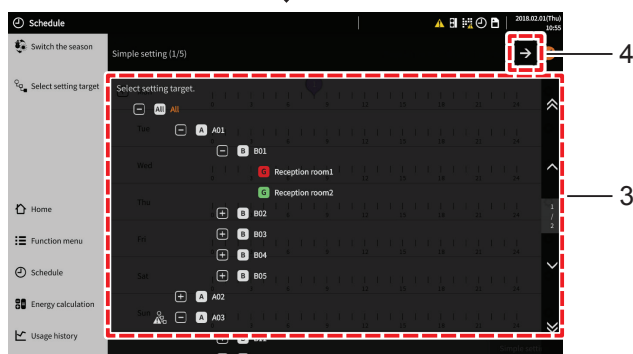 Schedule
2018.02.01(Thu)
10:55
Switch the season
Simple setting (1/5)
4
Select setting target
Select setting target.
All All
Tue
A A01
B B01
Wed
G Reception room1
G Reception room2
Thu
3
1
/
2
Home
B B02
Function menu
Fri
B B03
B B04
Schedule
Sat
B B05
A A02
Energy calculation
Sun
A A03
Usage history